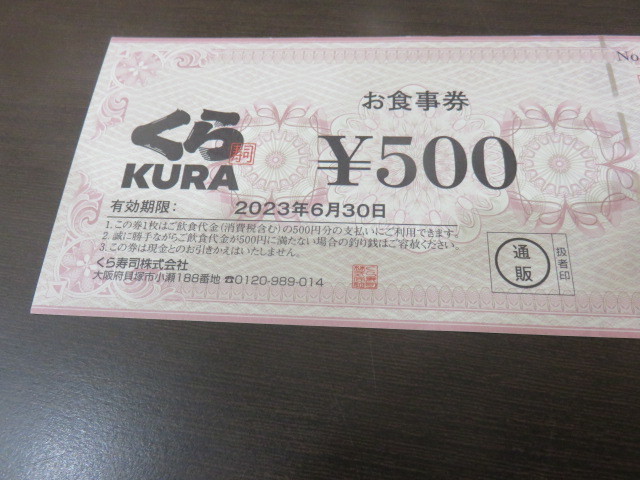 No
お食事券
くら
寿司
KURA
¥500
有効期限: 2023年6月30日
1.この券1枚はご飲食代金(消費税含む)の500円分の支払いにご利用できます。
2.誠に勝手ながらご飲食代金が500円に満たない場合の釣り銭はご容赦ください。
3.この券は現金とのお引きかえはいたしません。
くら寿司株式会社
大阪府貝塚市小瀬188番地 ☎0120-989-014
通販
扱者印